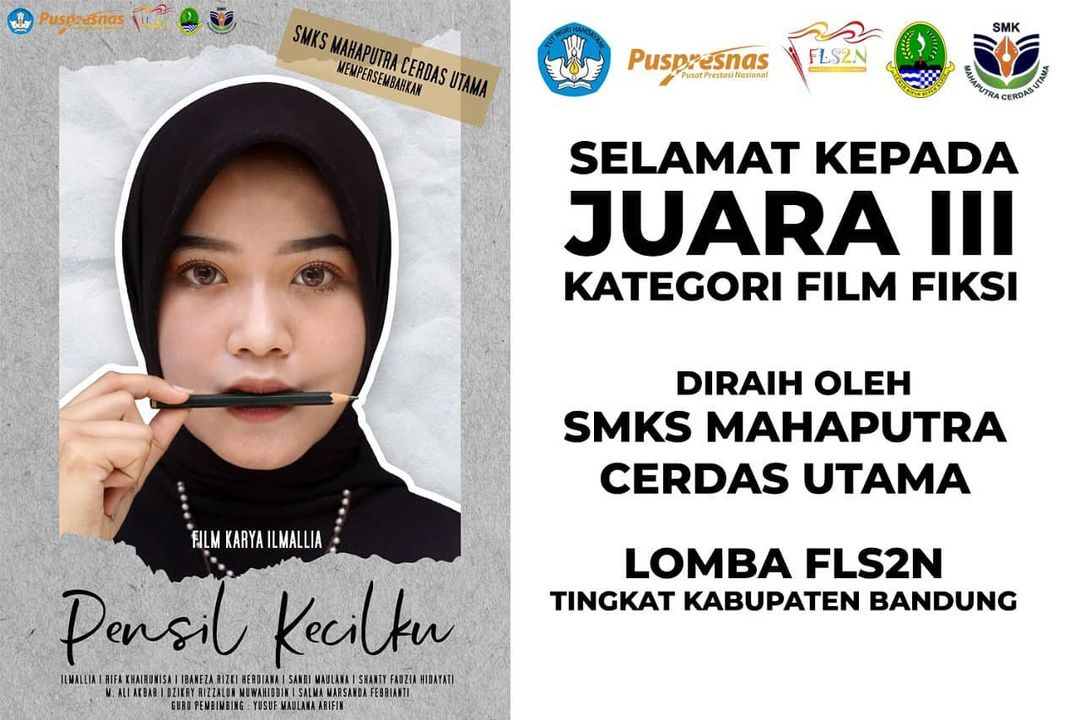 Puspresnas
SMKS MAHAPUTRA CERDAS UTAMA
MEMPERSEMBAHKAN
FILM KARYA ILMALLIA
Pensil Kecilku
ILMALLIA | RIFA KHAIRUNISA | IBANEZA RIZKI HERDIANA | SANDI MAULANA | SHANTY FAUZIA HIDAYATI
M. ALI AKBAR | DZIKRY RIZZALUN MUWAHIDDIN | SALMA MARSANDA FEBRIANTI
GURU PEMBIMBING : YUSUF MAULANA ARIFIN
TUT WURI HANDAYANI
Puspresnas
Pusat Prestasi Nasional
FLS2N
SMK
MAHAPUTRA CERDAS UTAMA
SELAMAT KEPADA
JUARA III
KATEGORI FILM FIKSI
DIRAIH OLEH
SMKS MAHAPUTRA
CERDAS UTAMA
LOMBA FLS2N
TINGKAT KABUPATEN BANDUNG